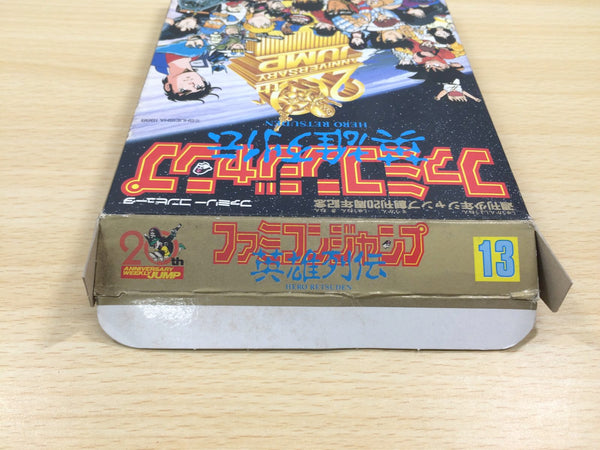 20th
ANNIVERSARY
WEEKLY JUMP
ファミコンジャンプ
英雄列伝
HERO RETSUDEN
13
週刊少年ジャンプ創刊20周年記念
ファミリーコンピュータ
ファミコンジャンプ
英雄列伝
HERO RETSUDEN
20th
ANNIVERSARY
JUMP